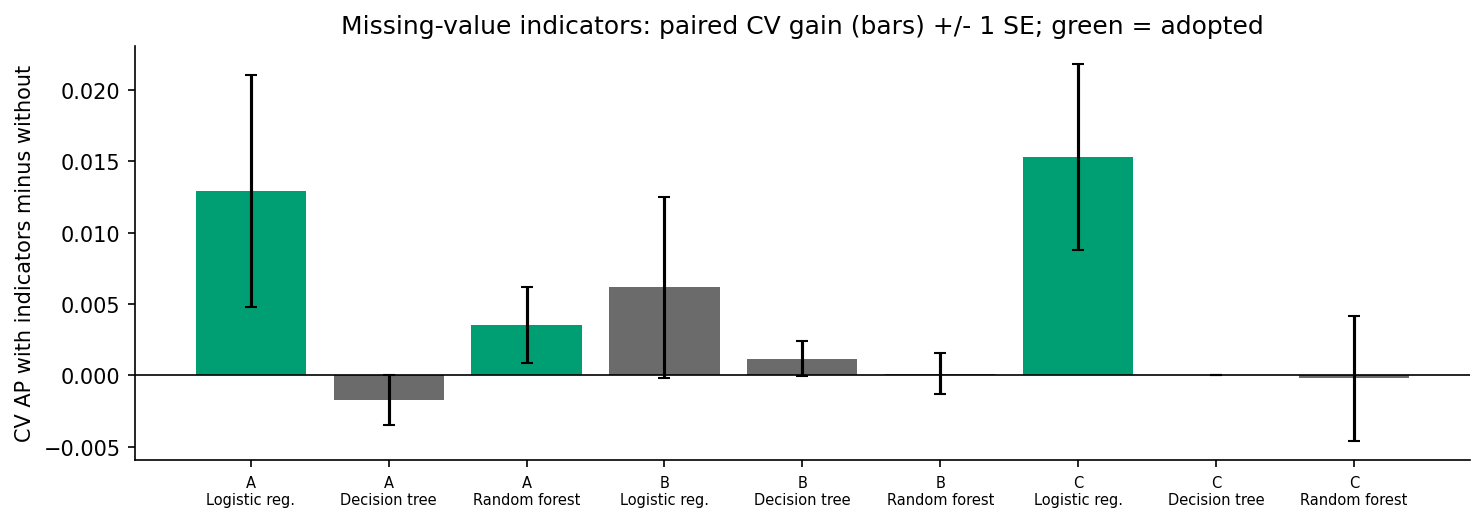 Missing-value indicators: paired CV gain (bars) +/- 1 SE; green = adopted
CV AP with indicators minus without
0.020
0.015
0.010
0.005
0.000
−0.005
A
Logistic reg.
A
Decision tree
A
Random forest
B
Logistic reg.
B
Decision tree
B
Random forest
C
Logistic reg.
C
Decision tree
C
Random forest